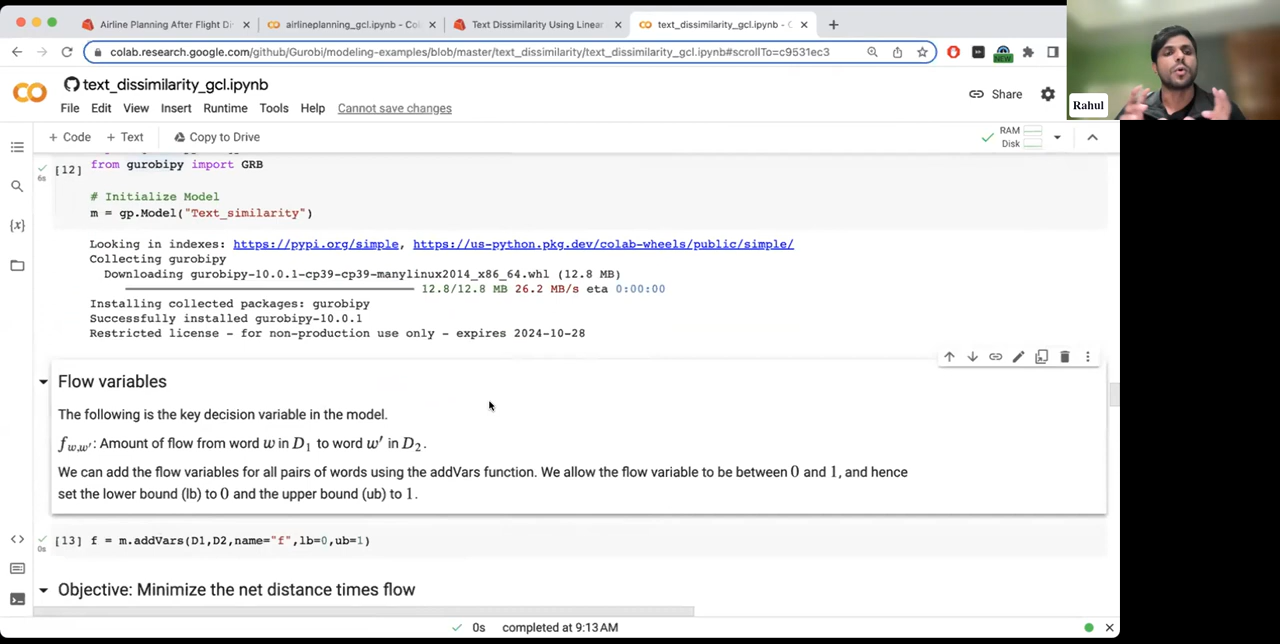 Airline Planning After Flight Di
airlineplanning_gcl.ipynb - Col
Text Dissimilarity Using Linear
text_dissimilarity_gcl.ipynb - C
colab.research.google.com/github/Gurobi/modeling-examples/blob/master/text_dissimilarity/text_dissimilarity_gcl.ipynb#scrollTo=c9531ec3
NEW
text_dissimilarity_gcl.ipynb
Share
Rahul
File Edit View Insert Runtime Tools Help Cannot save changes
+ Code + Text Copy to Drive
RAM
Disk
[12] from gurobipy import GRB
6s
# Initialize Model
m = gp.Model("Text_similarity")
Looking in indexes: https://pypi.org/simple, https://us-python.pkg.dev/colab-wheels/public/simple/
Collecting gurobipy
Downloading gurobipy-10.0.1-cp39-cp39-manylinux2014_x86_64.whl (12.8 MB)
12.8/12.8 MB 26.2 MB/s eta 0:00:00
Installing collected packages: gurobipy
Successfully installed gurobipy-10.0.1
Restricted license - for non-production use only - expires 2024-10-28
Flow variables
The following is the key decision variable in the model.
f_{w,w′}: Amount of flow from word w in D₁ to word w′ in D₂.
We can add the flow variables for all pairs of words using the addVars function. We allow the flow variable to be between 0 and 1, and hence
set the lower bound (lb) to 0 and the upper bound (ub) to 1.
[13] f = m.addVars(D1,D2,name="f",lb=0,ub=1)
0s
Objective: Minimize the net distance times flow
0s completed at 9:13 AM